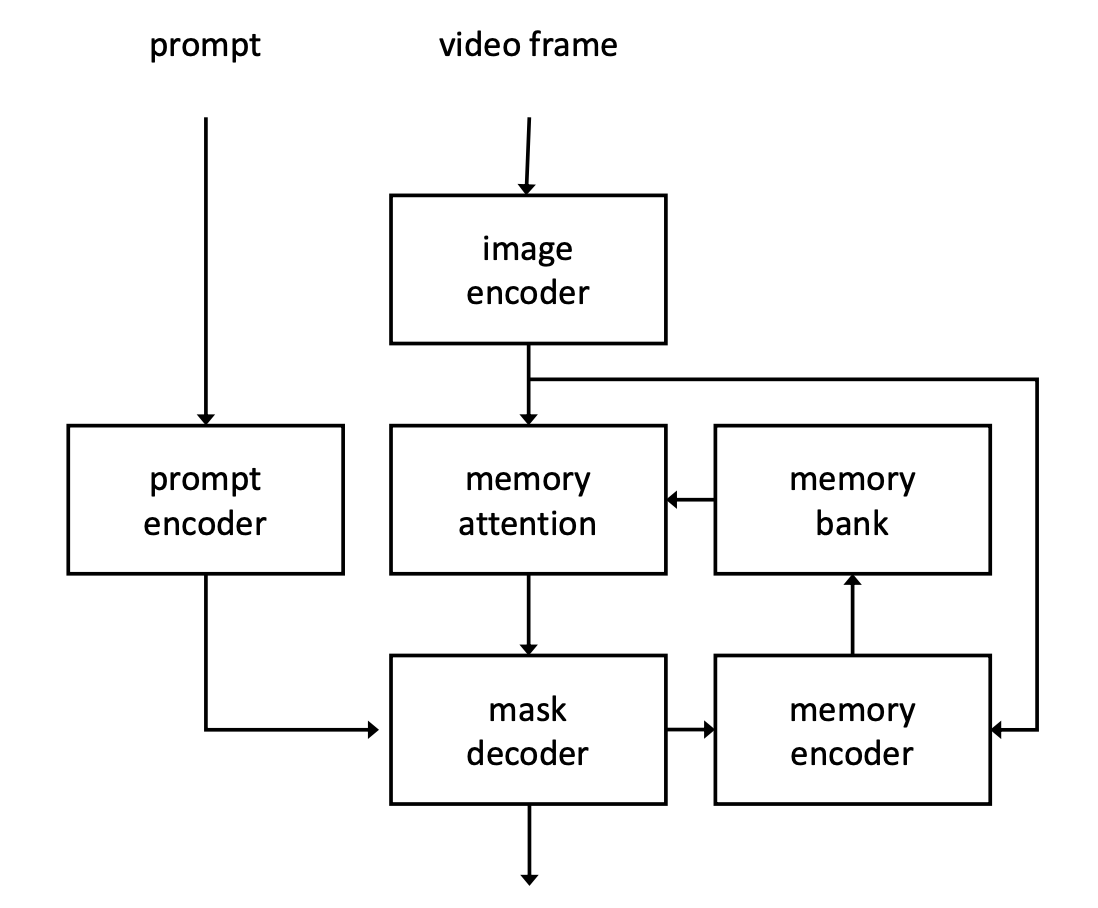 prompt
video frame
image
encoder
prompt
encoder
memory
attention
memory
bank
mask
decoder
memory
encoder